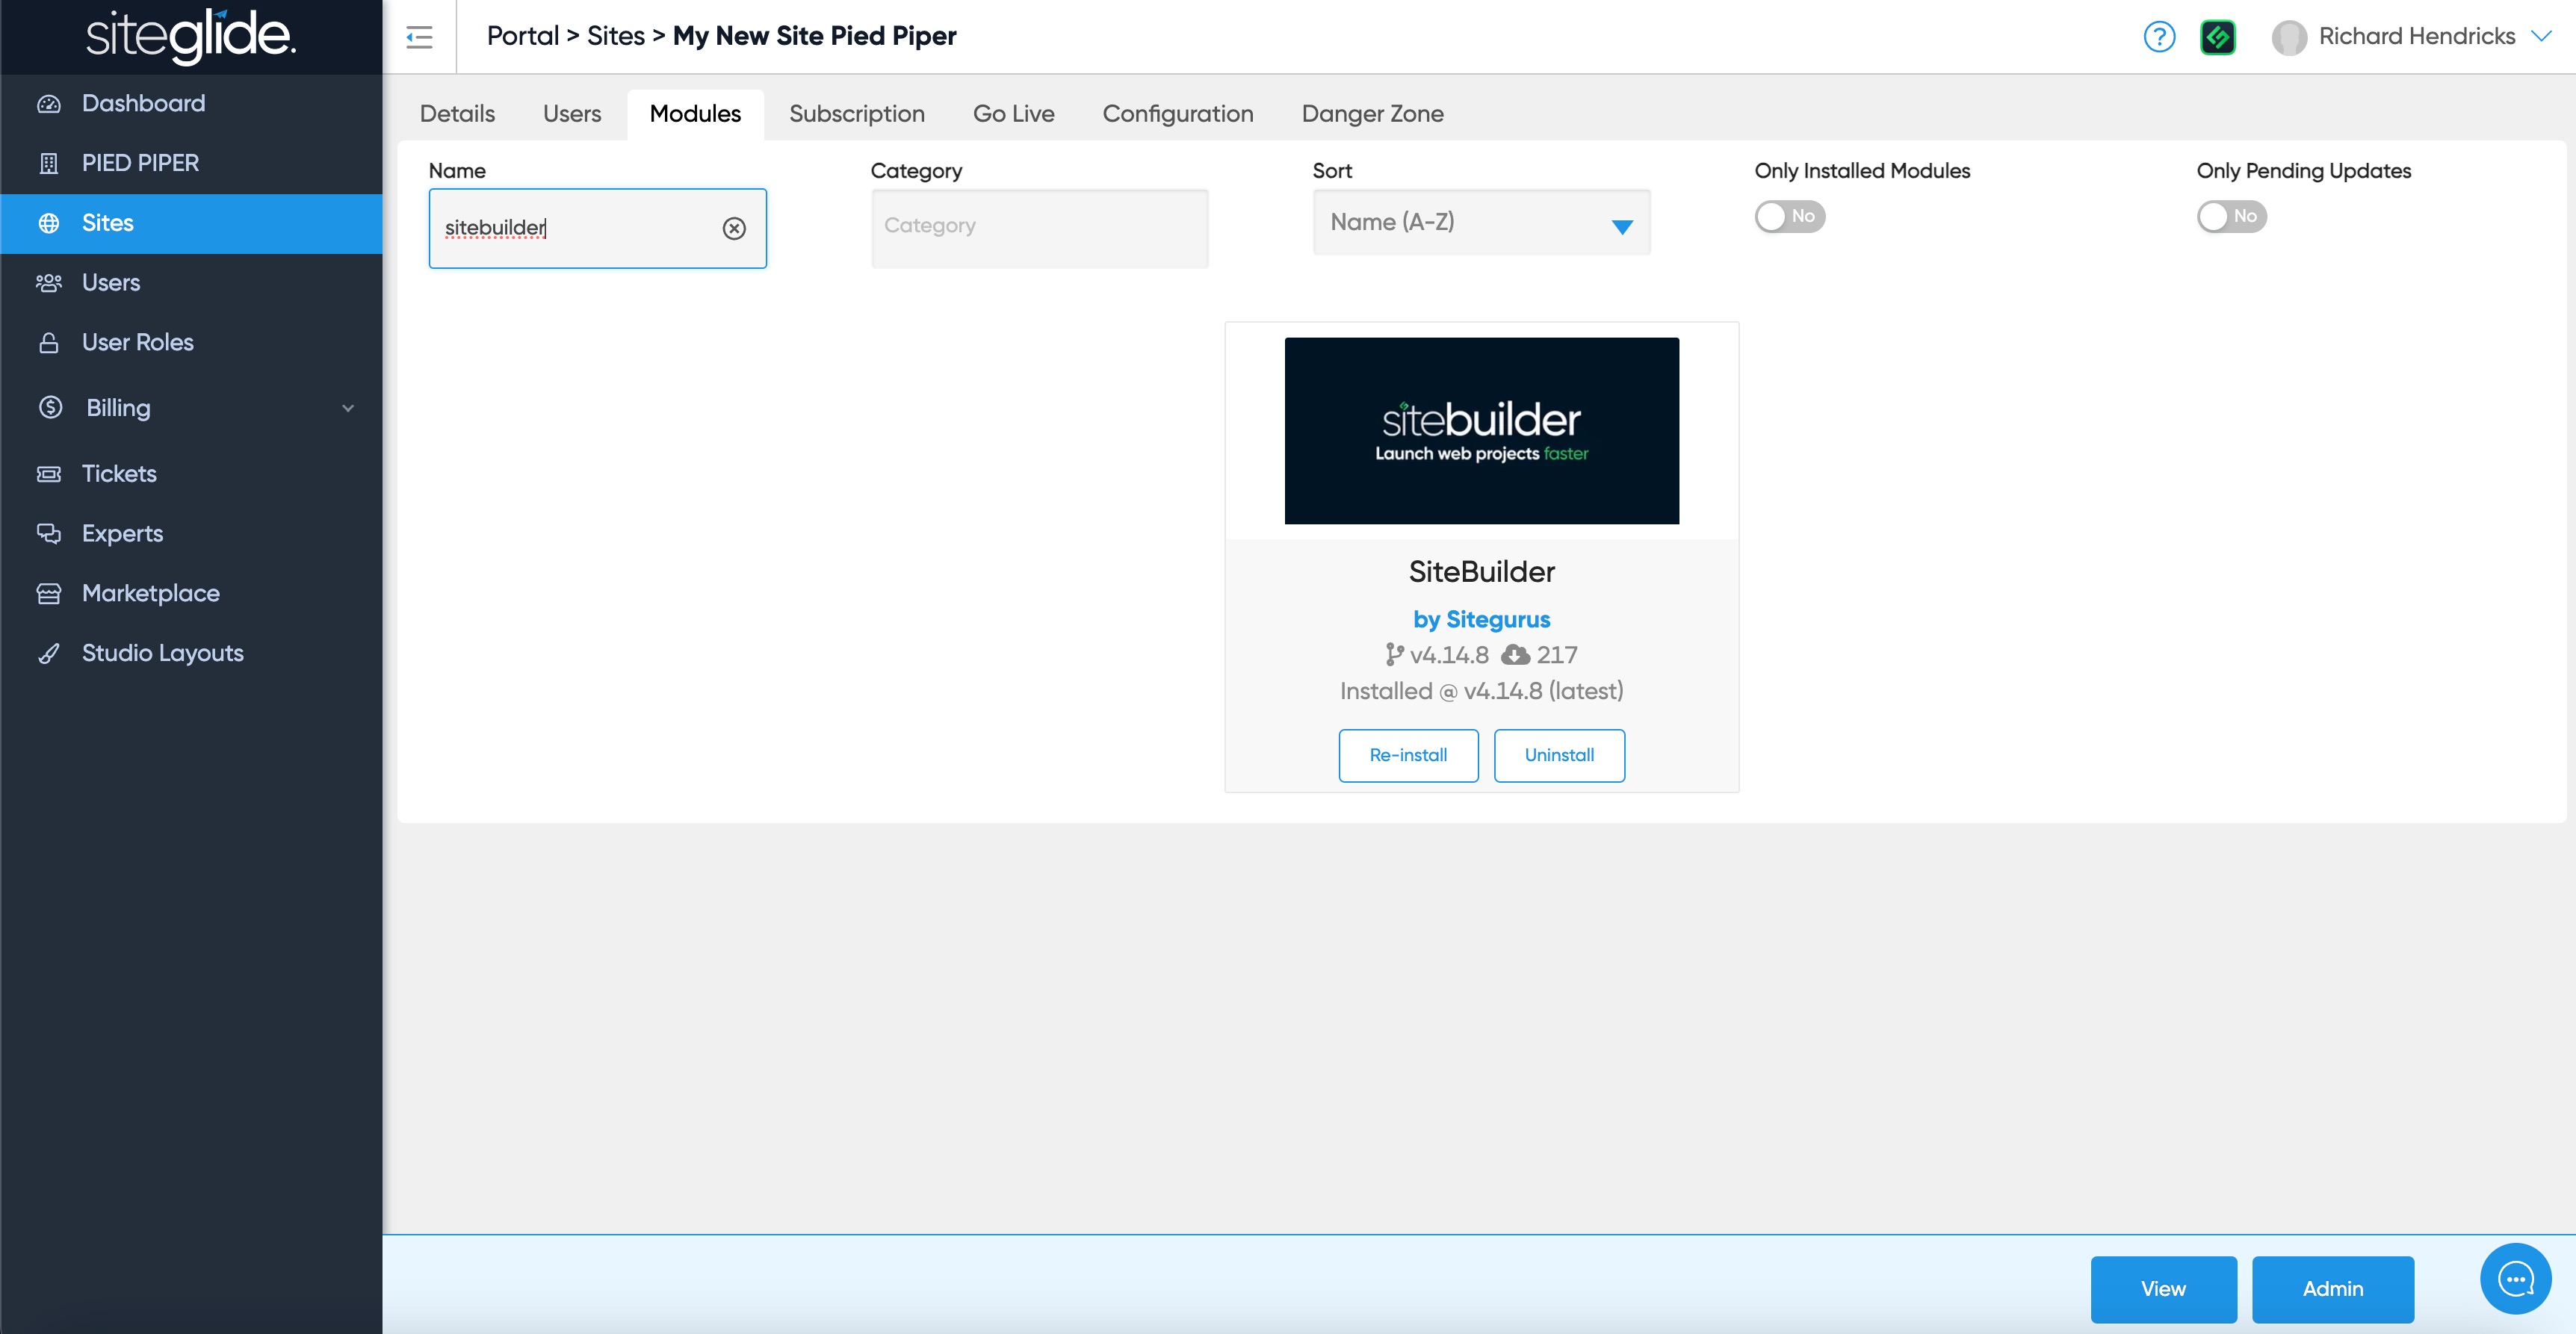 siteglide.
Portal > Sites > My New Site Pied Piper
?
Richard Hendricks
Dashboard
PIED PIPER
Sites
Users
User Roles
Billing
Tickets
Experts
Marketplace
Studio Layouts
Details Users Modules Subscription Go Live Configuration Danger Zone
Name Category Sort Only Installed Modules Only Pending Updates
sitebuilder Category Name (A-Z) No No
sitebuilder
Launch web projects faster
SiteBuilder
by Sitegurus
v4.14.8 217
Installed @ v4.14.8 (latest)
Re-install Uninstall
View Admin